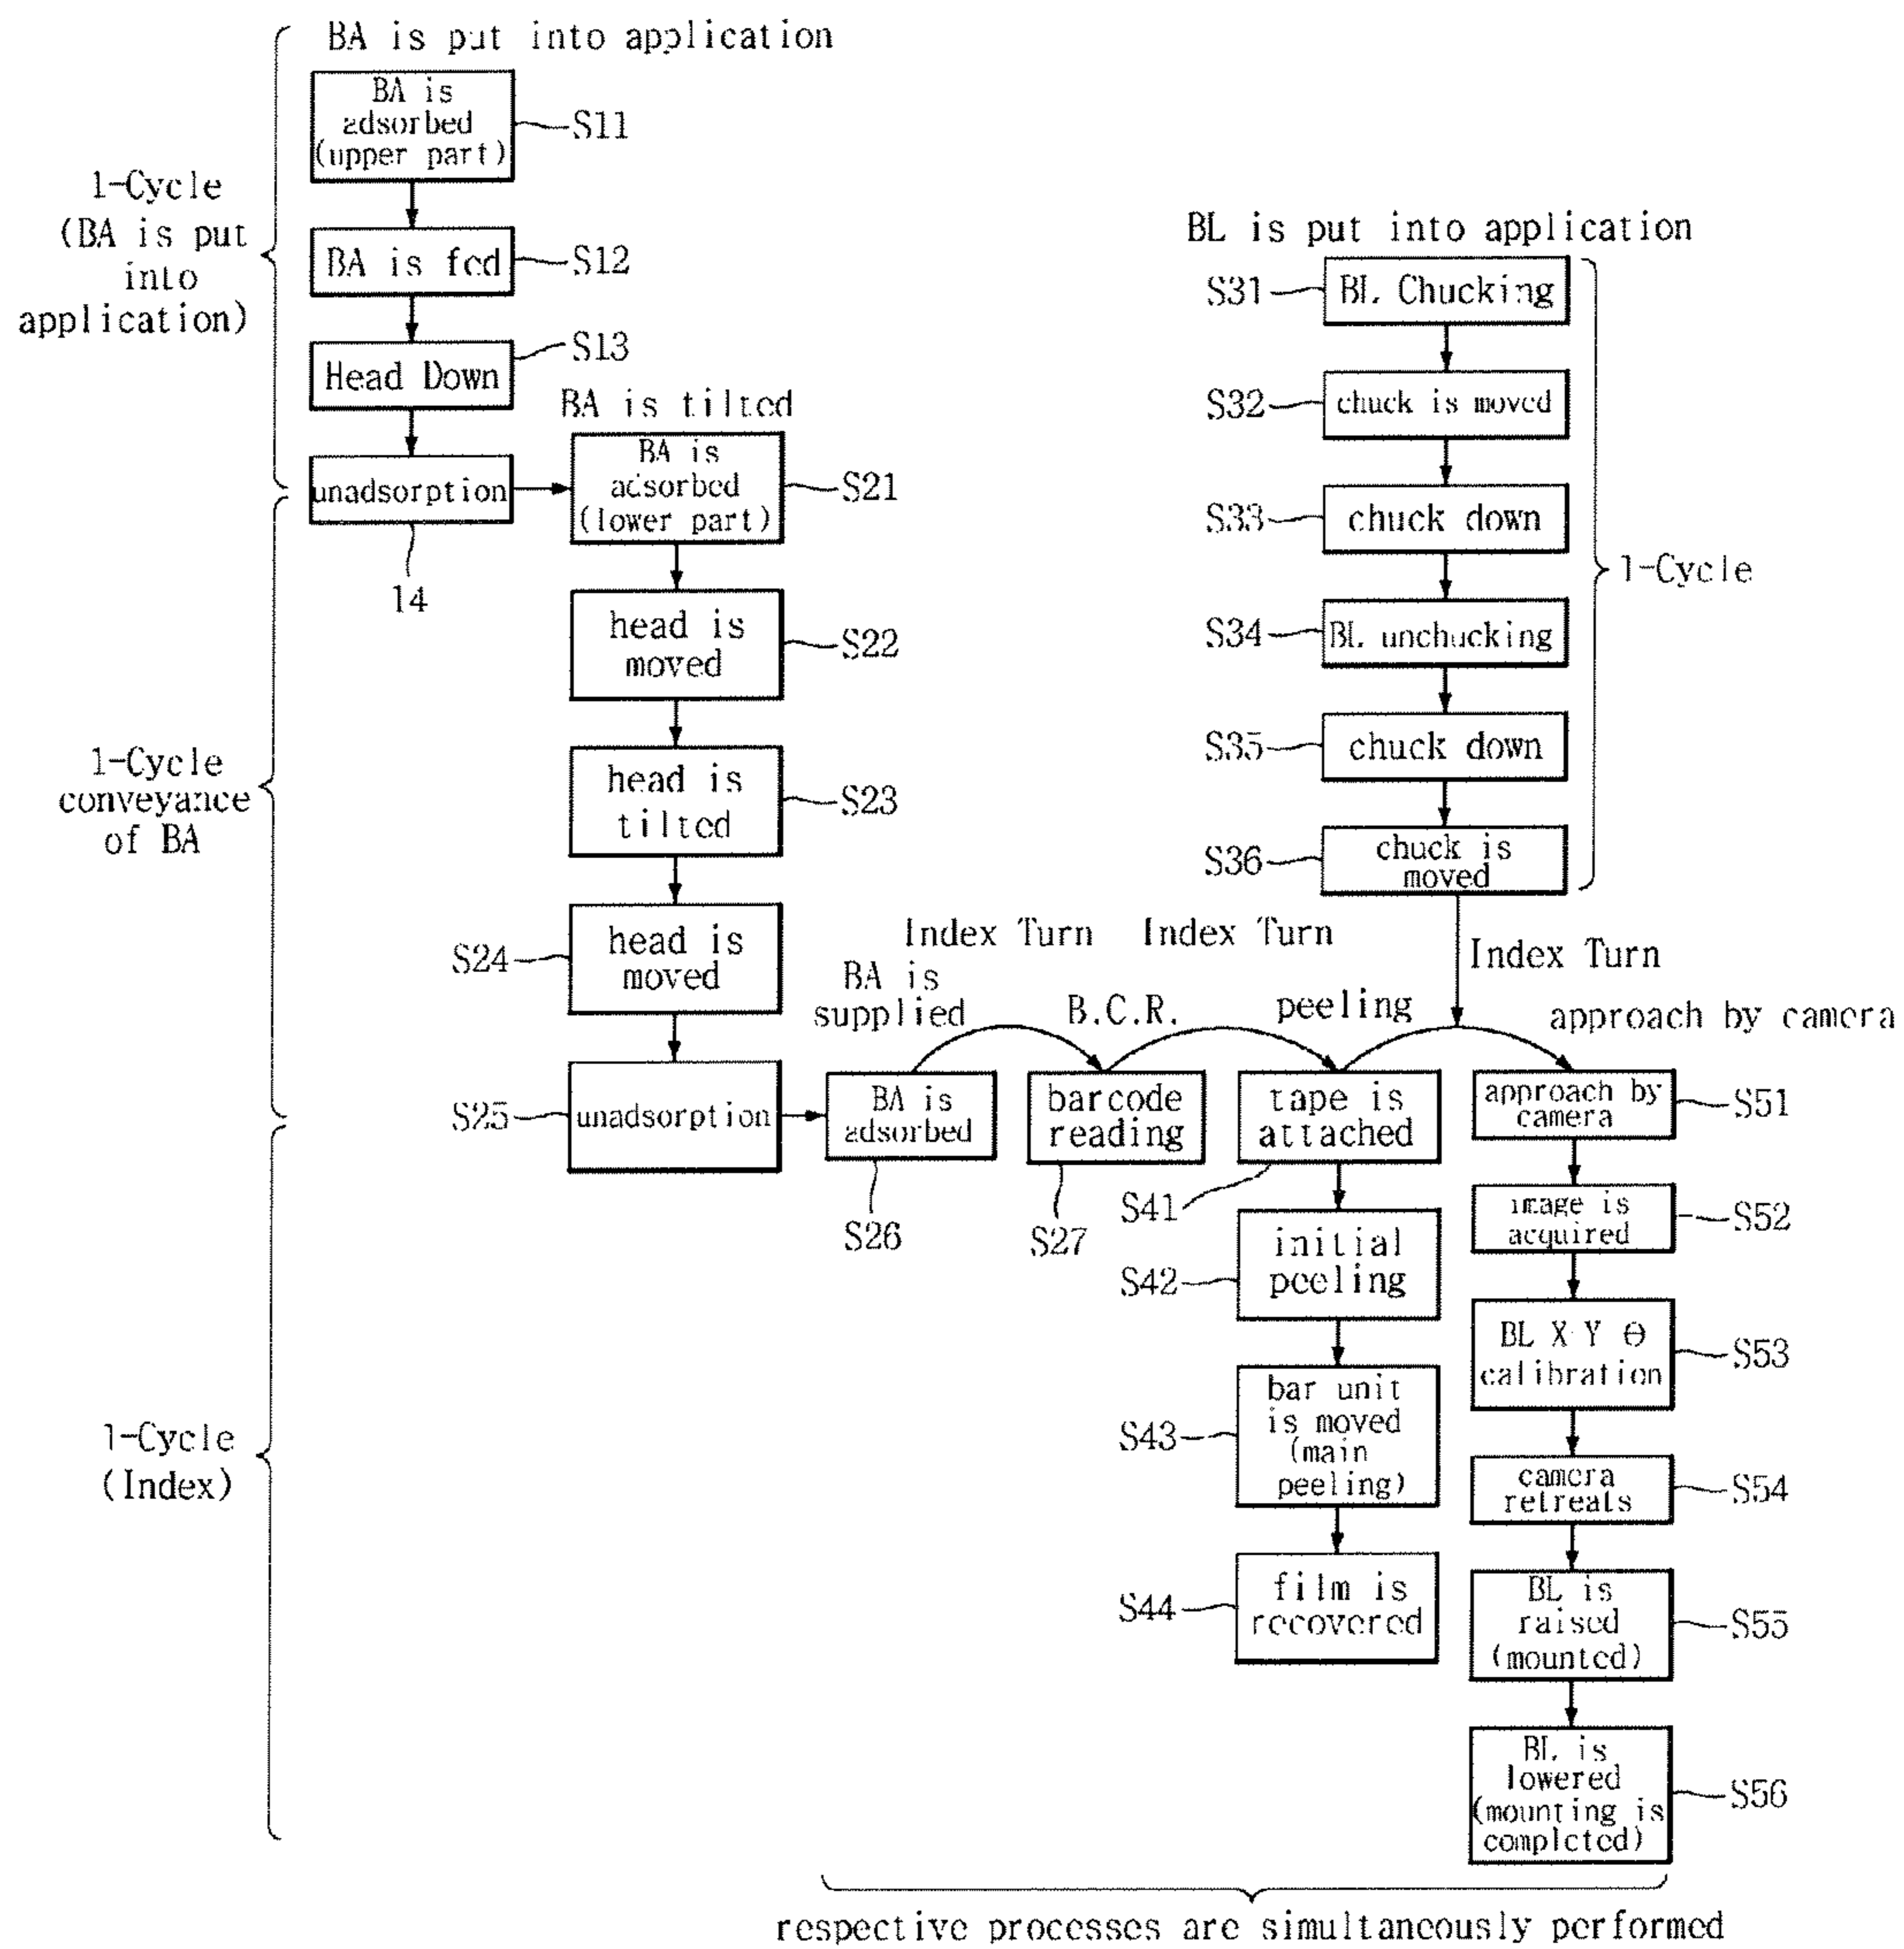 BA is put into application
BA is
adsorbed
(upper part)
S11
1-Cycle
(BA is put
into
application)
BA is fed
S12
Head Down
S13
unadsorption
14
BA is tilted
BA is
adsorbed
(lower part)
S21
head is
moved
S22
head is
tilted
S23
1-Cycle
conveyance
of BA
head is
moved
S24
unadsorption
S25
BL is put into application
S31
BL Chucking
S32
chuck is moved
S33
chuck down
S34
BL unchucking
S35
chuck down
S36
chuck is
moved
1-Cycle
Index Turn
Index Turn
Index Turn
BA is
supplied
B.C.R.
peeling
approach by camera
BA is
adsorbed
S26
barcode
reading
S27
tape is
attached
S41
initial
peeling
S42
bar unit
is moved
(main
peeling)
S43
film is
recovered
S44
approach by
camera
S51
image is
acquired
S52
BL X Y Θ
calibration
S53
camera
retreats
S54
BL is
raised
(mounted)
S55
BL is
lowered
(mounting is
completed)
S56
1-Cycle
(Index)
respective processes are simultaneously performed